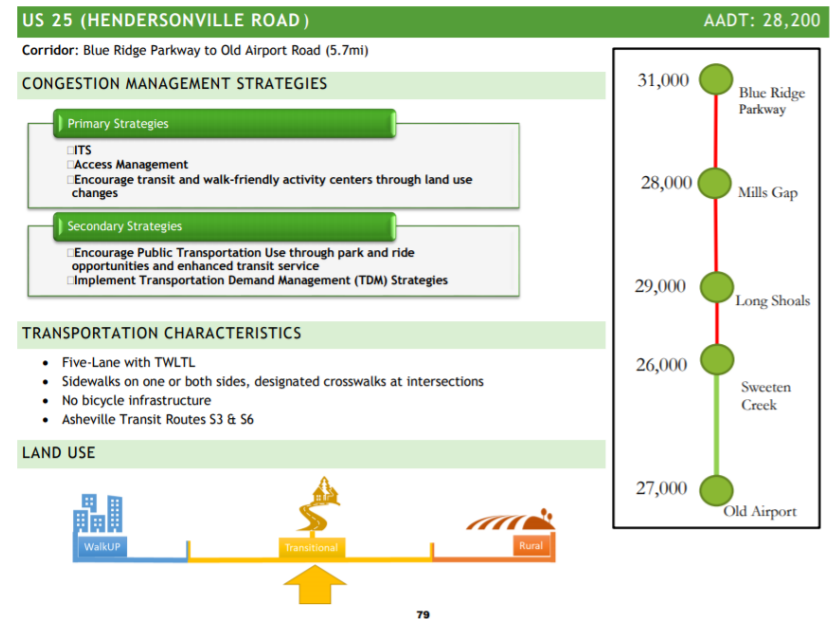 US 25 (HENDERSONVILLE ROAD) AADT: 28,200
Corridor: Blue Ridge Parkway to Old Airport Road (5.7mi)
CONGESTION MANAGEMENT STRATEGIES
Primary Strategies
□ITS
□Access Management
□Encourage transit and walk-friendly activity centers through land use
changes
Secondary Strategies
□Encourage Public Transportation Use through park and ride
opportunities and enhanced transit service
□Implement Transportation Demand Management (TDM) Strategies
TRANSPORTATION CHARACTERISTICS
• Five-Lane with TWLTL
• Sidewalks on one or both sides, designated crosswalks at intersections
• No bicycle infrastructure
• Asheville Transit Routes S3 & S6
LAND USE
WalkUP
Transitional
Rural
31,000
Blue Ridge
Parkway
28,000
Mills Gap
29,000
Long Shoals
26,000
Sweeten
Creek
27,000
Old Airport
79